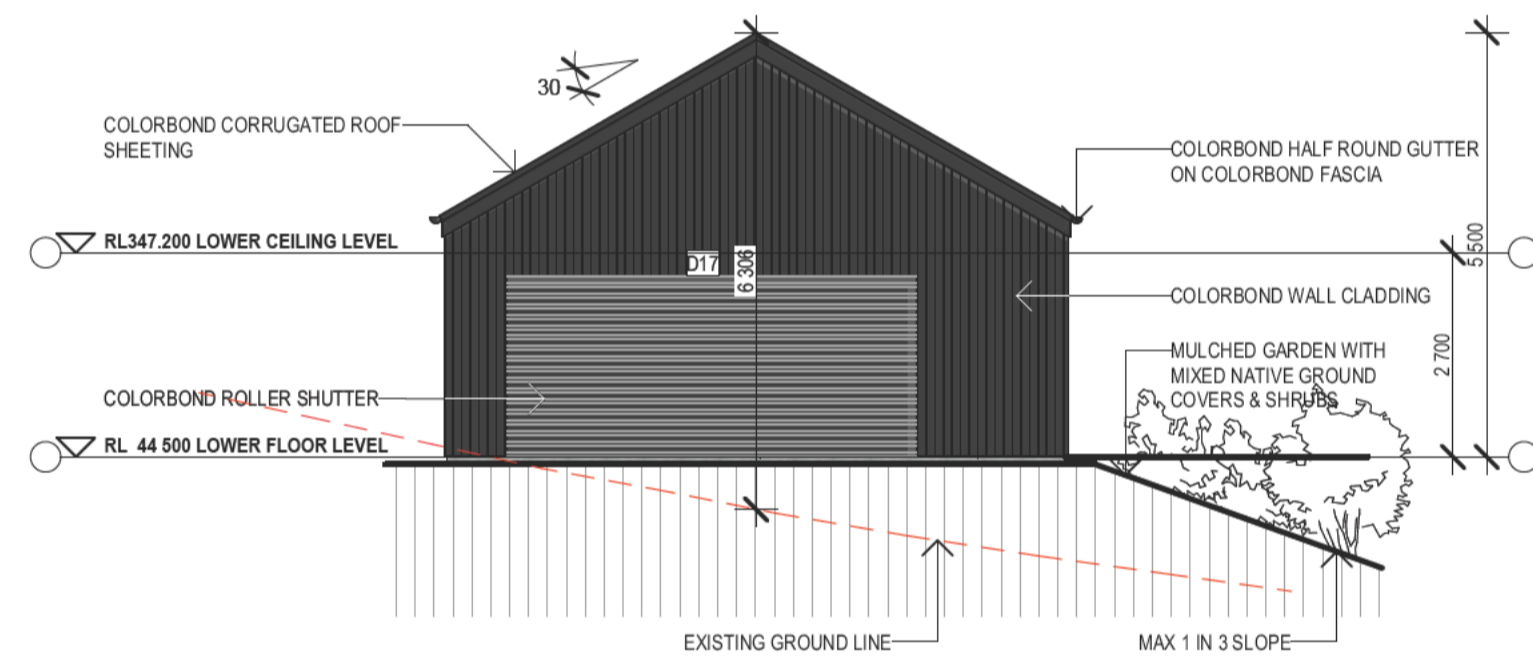 30
COLORBOND CORRUGATED ROOF
SHEETING
COLORBOND HALF ROUND GUTTER
ON COLORBOND FASCIA
RL347.200 LOWER CEILING LEVEL
5 500
D17
6 306
COLORBOND WALL CLADDING
2 700
MULCHED GARDEN WITH
MIXED NATIVE GROUND
COVERS & SHRUBS
COLORBOND ROLLER SHUTTER
RL 44 500 LOWER FLOOR LEVEL
EXISTING GROUND LINE
MAX 1 IN 3 SLOPE